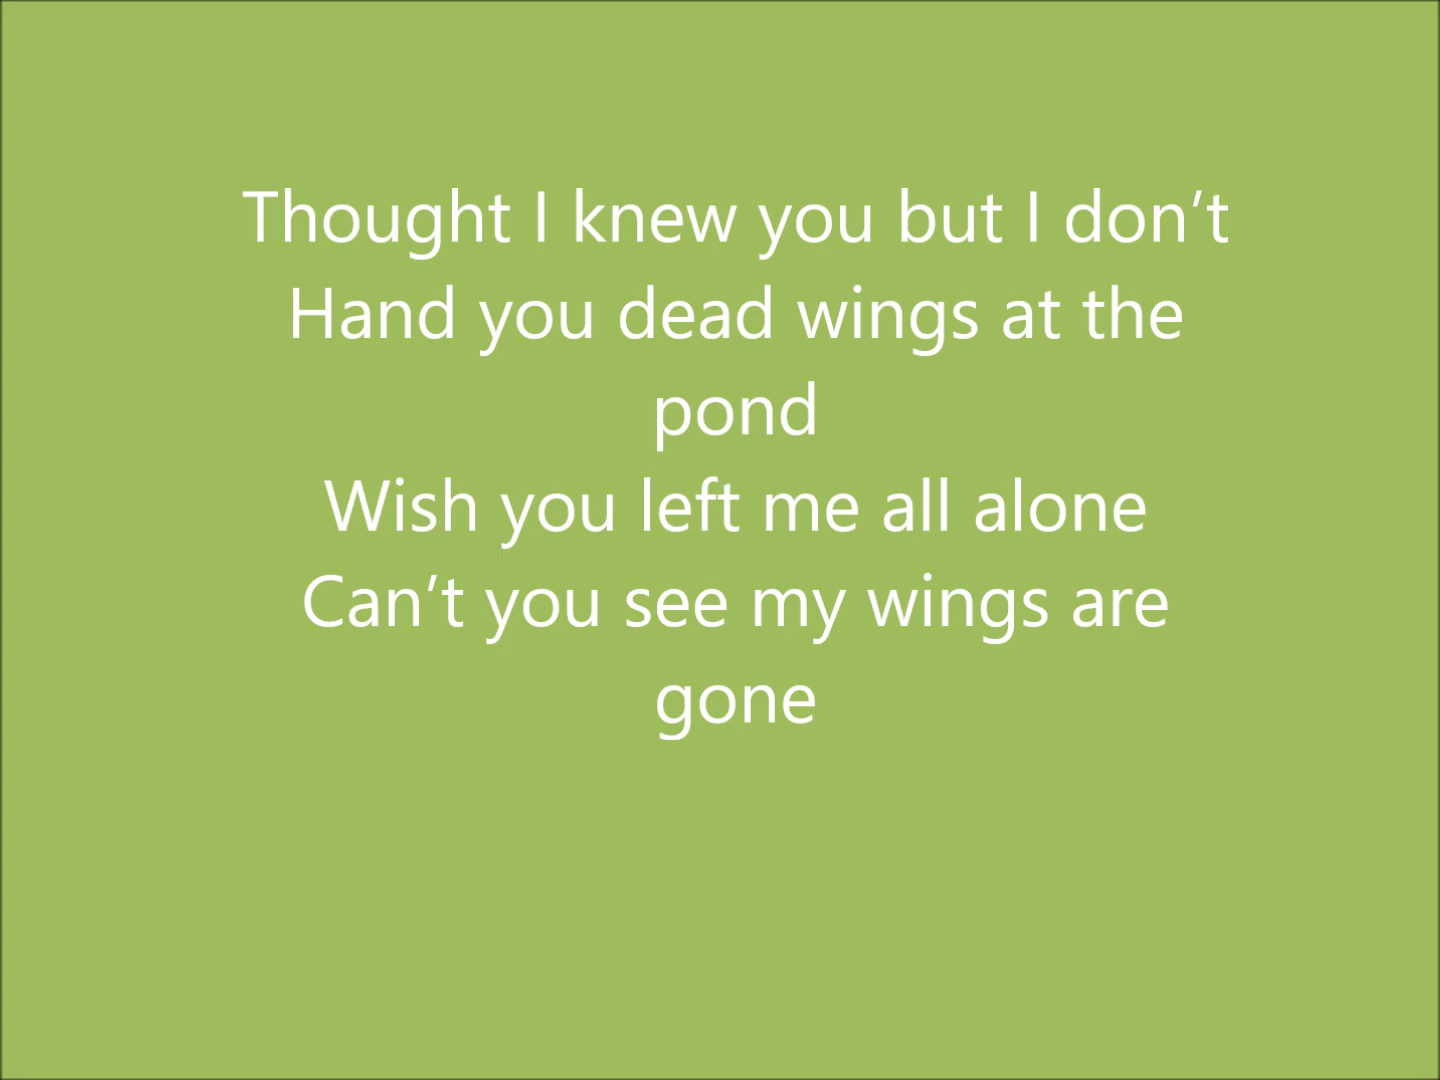 Thought I knew you but I don’t
Hand you dead wings at the
pond
Wish you left me all alone
Can’t you see my wings are
gone